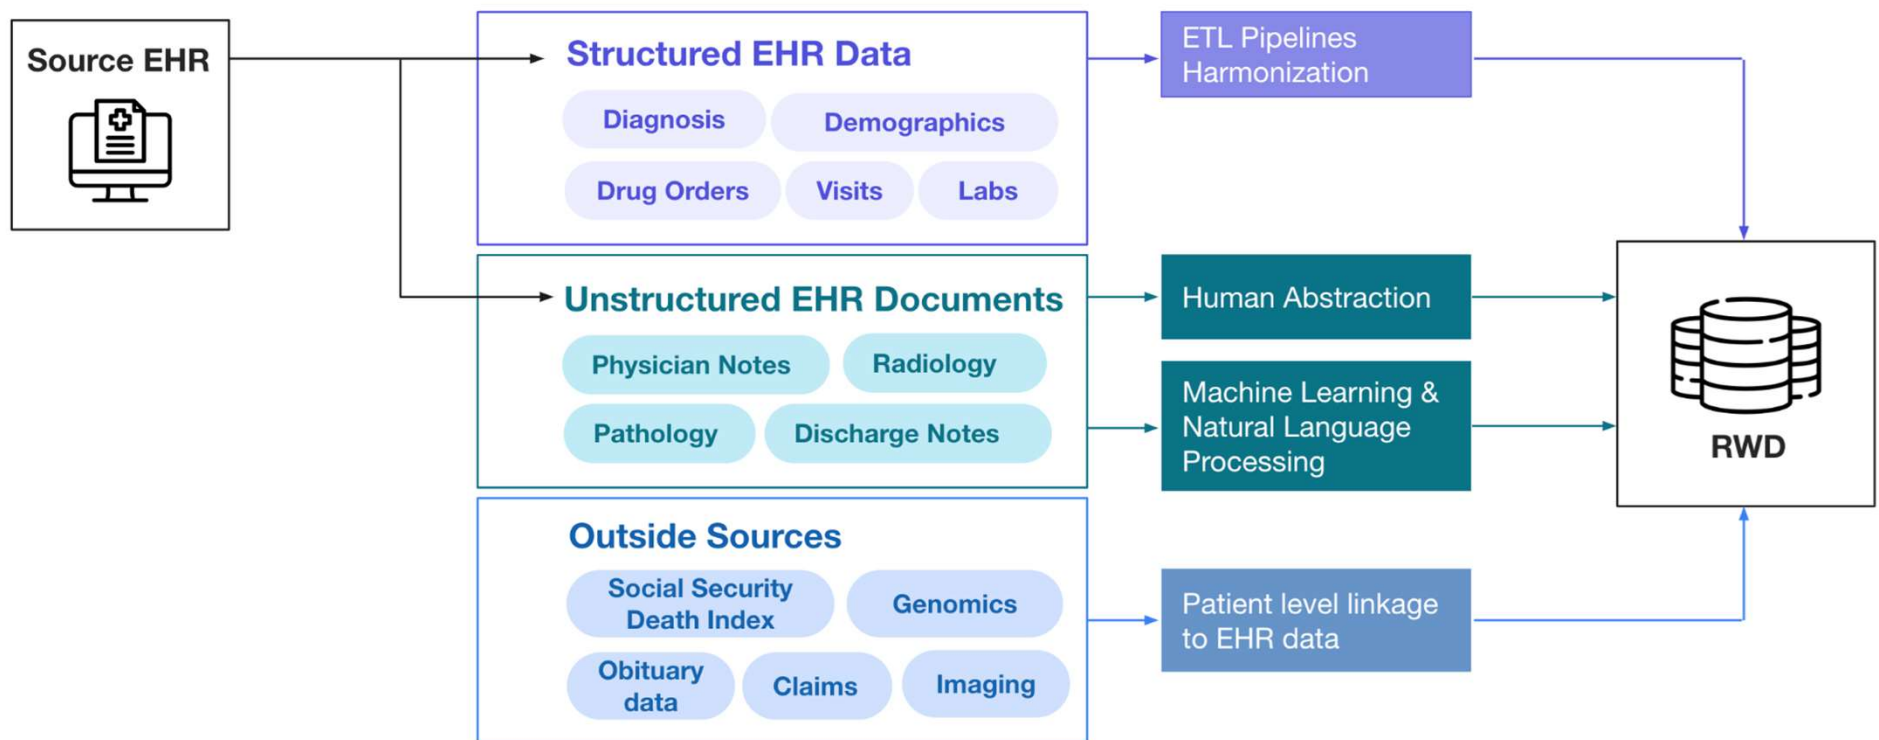 Source EHR
Structured EHR Data
Diagnosis
Demographics
Drug Orders
Visits
Labs
ETL Pipelines
Harmonization
Unstructured EHR Documents
Physician Notes
Radiology
Pathology
Discharge Notes
Human Abstraction
Machine Learning &
Natural Language
Processing
RWD
Outside Sources
Social Security
Death Index
Genomics
Obituary
data
Claims
Imaging
Patient level linkage
to EHR data